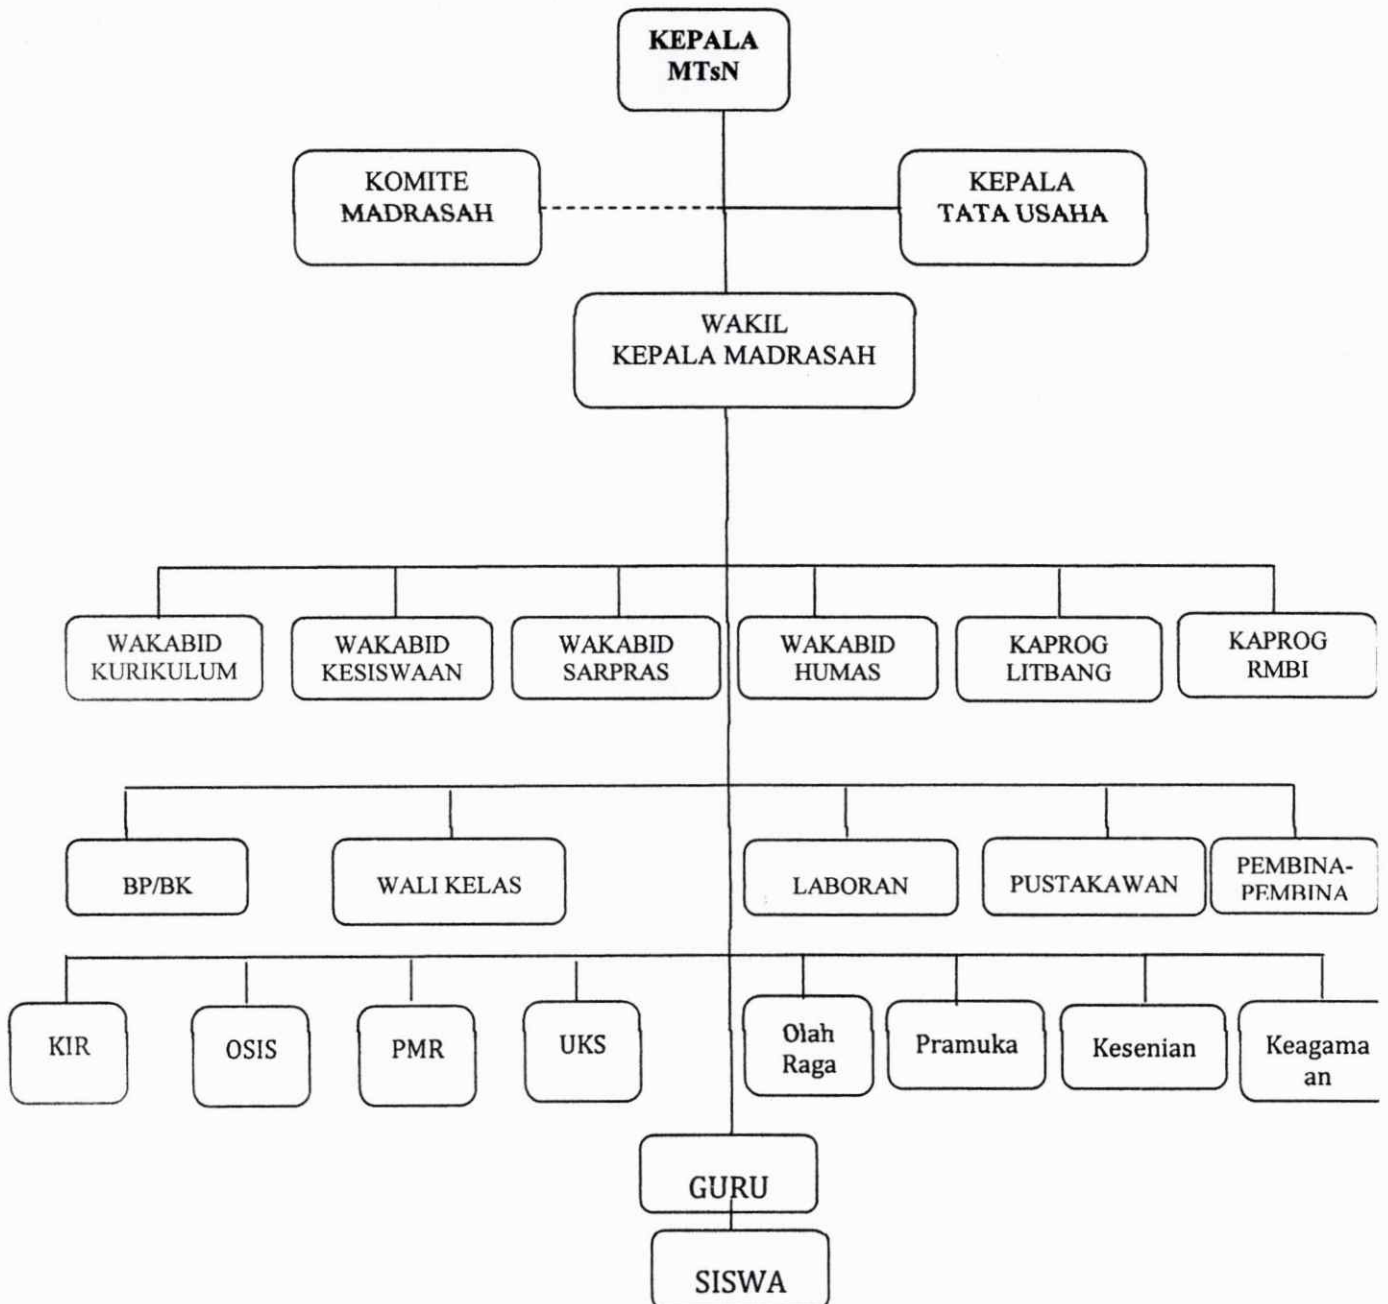 KEPALA
MTsN
KOMITE
MADRASAH
KEPALA
TATA USAHA
WAKIL
KEPALA MADRASAH
WAKABID
KURIKULUM
WAKABID
KESISWAAN
WAKABID
SARPRAS
WAKABID
HUMAS
KAPROG
LITBANG
KAPROG
RMBI
BP/BK
WALI KELAS
LABORAN
PUSTAKAWAN
PEMBINA-
PEMBINA
KIR
OSIS
PMR
UKS
Olah
Raga
Pramuka
Kesenian
Keagama
an
GURU
SISWA